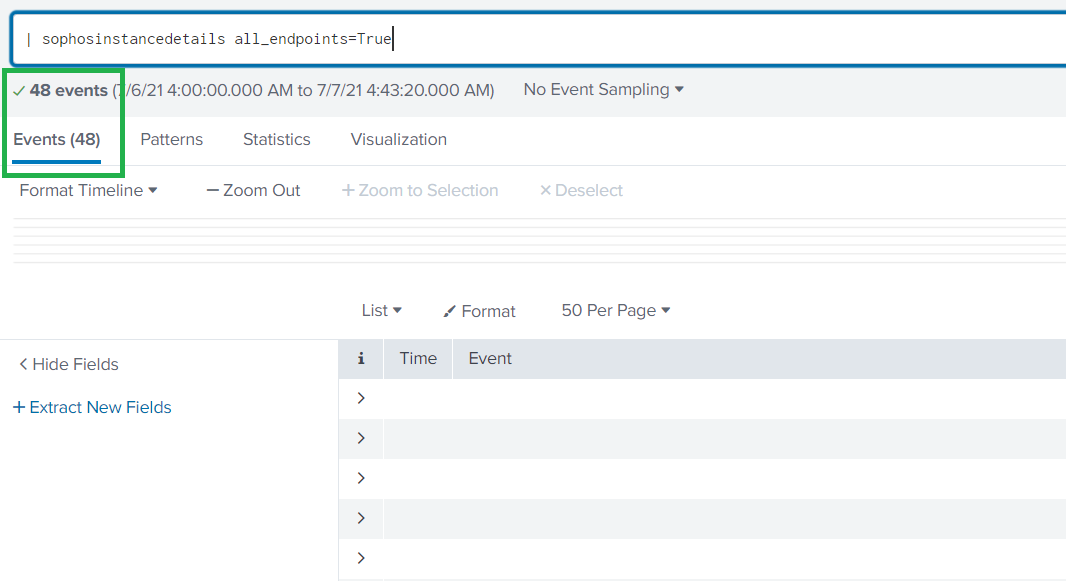 | sophosinstancedetails all_endpoints=True
48 events (7/6/21 4:00:00.000 AM to 7/7/21 4:43:20.000 AM) No Event Sampling
Events (48) Patterns Statistics Visualization
Format Timeline — Zoom Out + Zoom to Selection × Deselect
List Format 50 Per Page
< Hide Fields
i Time Event
+ Extract New Fields